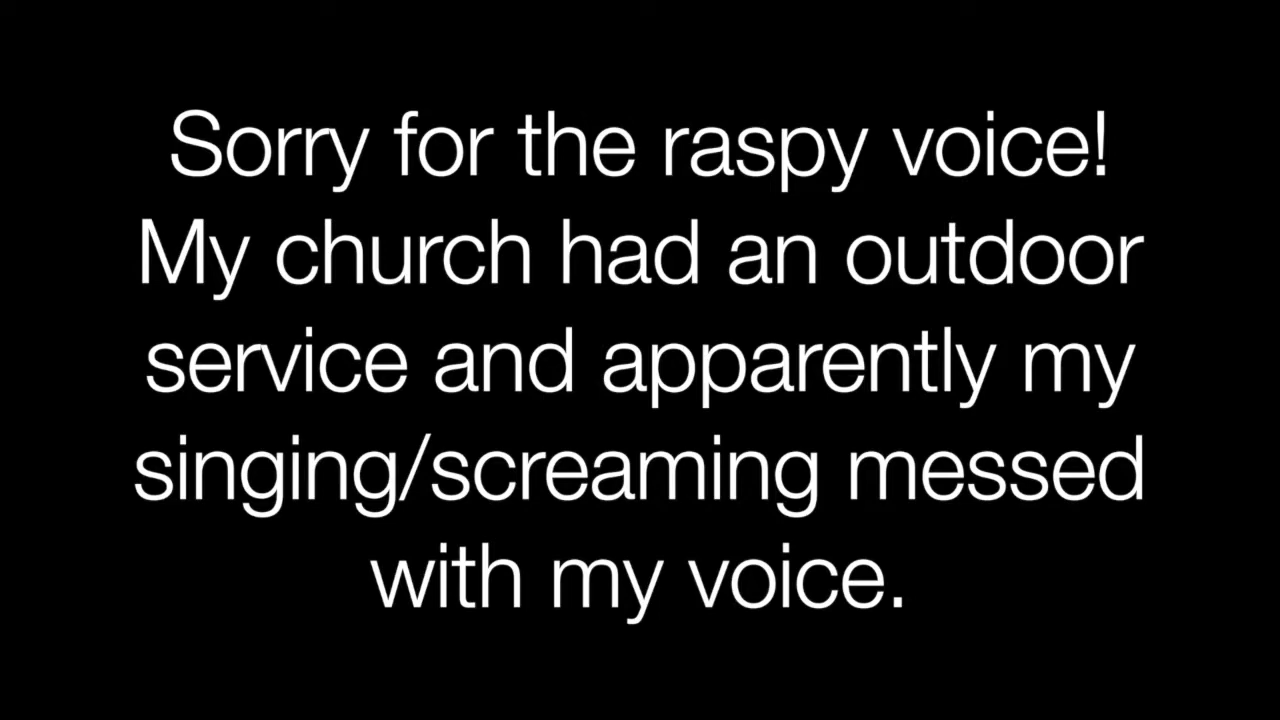 Sorry for the raspy voice!
My church had an outdoor
service and apparently my
singing/screaming messed
with my voice.